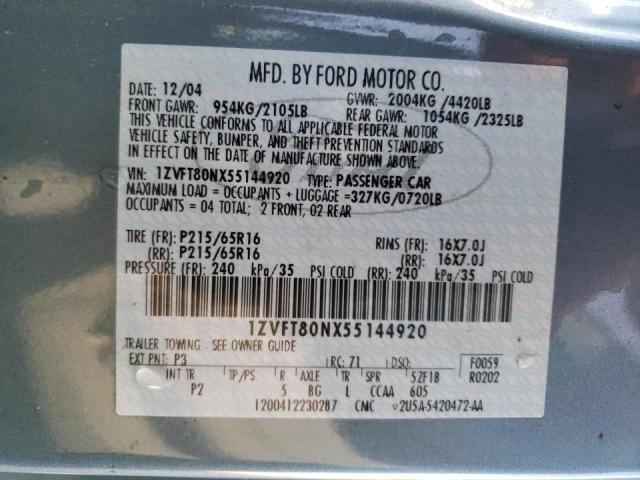 MFD. BY FORD MOTOR CO.
DATE: 12/04 GVWR: 2004KG /4420LB
FRONT GAWR: 954KG/2105LB REAR GAWR: 1054KG /2325LB
THIS VEHICLE CONFORMS TO ALL APPLICABLE FEDERAL MOTOR
VEHICLE SAFETY, BUMPER, AND THEFT PREVENTION STANDARDS
IN EFFECT ON THE DATE OF MANUFACTURE SHOWN ABOVE.
VIN: 1ZVFT80NX55144920 TYPE: PASSENGER CAR
MAXIMUM LOAD = OCCUPANTS + LUGGAGE =327KG/0720LB
OCCUPANTS = 04 TOTAL; 2 FRONT, 02 REAR
TIRE (FR): P215/65R16 RIMS (FR): 16X7.0J
(RR): P215/65R16 (RR): 16X7.0J
PRESSURE (FR): 240 kPa/35 PSI COLD (RR): 240 kPa/35 PSI COLD
1ZVFT80NX55144920
TRAILER TOWING - SEE OWNER GUIDE
EXT PNT: P3 RC: 71 DSO: F0059
INT TR TP/PS R AXLE TR SPR 5ZF1B R0202
P2 5 BG L CCAA 605
1200412230287 CMC 2U5A-5420472-AA